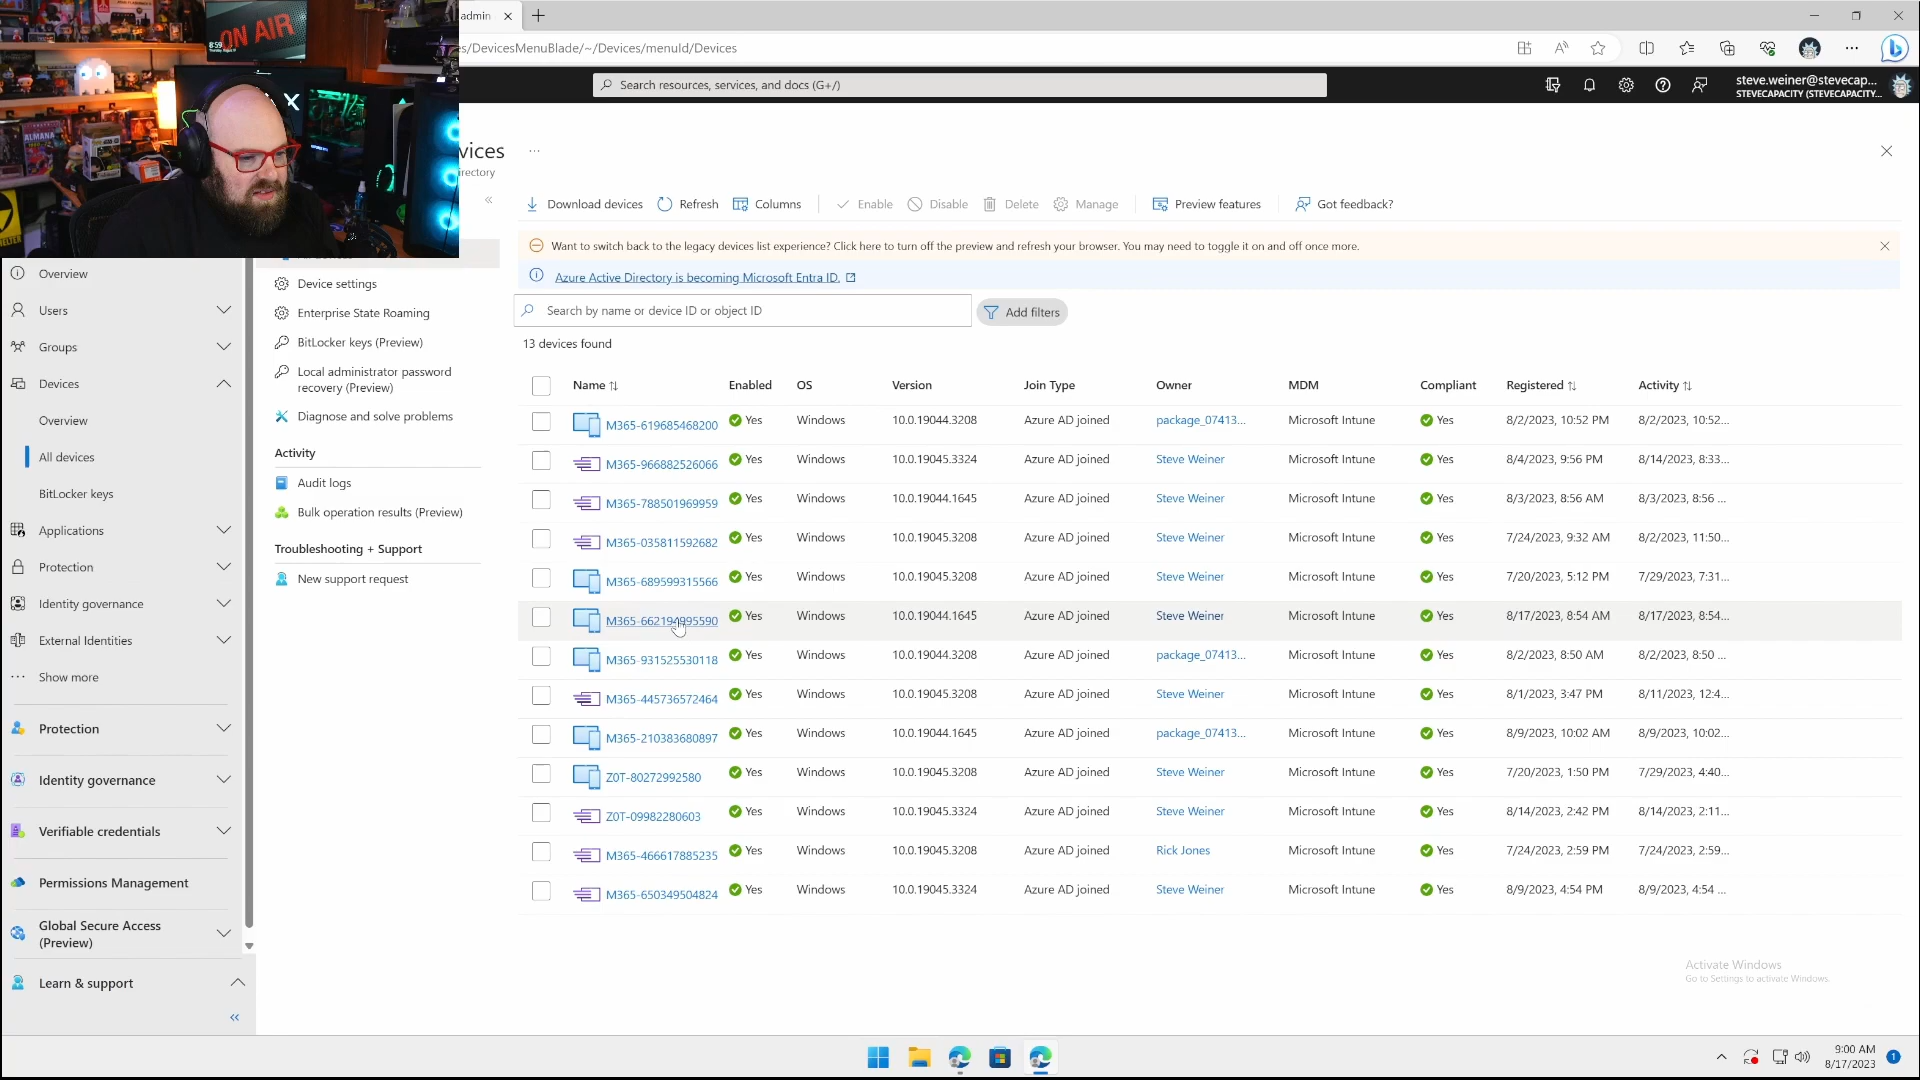 admin
s/DevicesMenuBlade/~/Devices/menuId/Devices
Search resources, services, and docs (G+/)
steve.weiner@stevecap...
STEVECAPACITY (STEVECAPACITY...
ON AIR
8:59
vices
...
irectory
Download devices
Refresh
Columns
Enable
Disable
Delete
Manage
Preview features
Got feedback?
Want to switch back to the legacy devices list experience? Click here to turn off the preview and refresh your browser. You may need to toggle it on and off once more.
Azure Active Directory is becoming Microsoft Entra ID.
Search by name or device ID or object ID
Add filters
13 devices found
Overview
Users
Groups
Devices
Overview
All devices
BitLocker keys
Applications
Protection
Identity governance
External Identities
Show more
Protection
Identity governance
Verifiable credentials
Permissions Management
Global Secure Access
(Preview)
Learn & support
Device settings
Enterprise State Roaming
BitLocker keys (Preview)
Local administrator password
recovery (Preview)
Diagnose and solve problems
Activity
Audit logs
Bulk operation results (Preview)
Troubleshooting + Support
New support request
Name Enabled OS Version Join Type Owner MDM Compliant Registered Activity
M365-619685468200 Yes Windows 10.0.19044.3208 Azure AD joined package_07413... Microsoft Intune Yes 8/2/2023, 10:52 PM 8/2/2023, 10:52...
M365-966882526066 Yes Windows 10.0.19045.3324 Azure AD joined Steve Weiner Microsoft Intune Yes 8/4/2023, 9:56 PM 8/14/2023, 8:33...
M365-788501969959 Yes Windows 10.0.19044.1645 Azure AD joined Steve Weiner Microsoft Intune Yes 8/3/2023, 8:56 AM 8/3/2023, 8:56 ...
M365-035811592682 Yes Windows 10.0.19045.3208 Azure AD joined Steve Weiner Microsoft Intune Yes 7/24/2023, 9:32 AM 8/2/2023, 11:50...
M365-689599315566 Yes Windows 10.0.19045.3208 Azure AD joined Steve Weiner Microsoft Intune Yes 7/20/2023, 5:12 PM 7/29/2023, 7:31...
M365-662194995590 Yes Windows 10.0.19044.1645 Azure AD joined Steve Weiner Microsoft Intune Yes 8/17/2023, 8:54 AM 8/17/2023, 8:54...
M365-931525530118 Yes Windows 10.0.19044.3208 Azure AD joined package_07413... Microsoft Intune Yes 8/2/2023, 8:50 AM 8/2/2023, 8:50 ...
M365-445736572464 Yes Windows 10.0.19045.3208 Azure AD joined Steve Weiner Microsoft Intune Yes 8/1/2023, 3:47 PM 8/11/2023, 12:4...
M365-210383680897 Yes Windows 10.0.19044.1645 Azure AD joined package_07413... Microsoft Intune Yes 8/9/2023, 10:02 AM 8/9/2023, 10:02...
Z0T-80272992580 Yes Windows 10.0.19045.3208 Azure AD joined Steve Weiner Microsoft Intune Yes 7/20/2023, 1:50 PM 7/29/2023, 4:40...
Z0T-09982280603 Yes Windows 10.0.19045.3324 Azure AD joined Steve Weiner Microsoft Intune Yes 8/14/2023, 2:42 PM 8/14/2023, 2:11...
M365-466617885235 Yes Windows 10.0.19045.3208 Azure AD joined Rick Jones Microsoft Intune Yes 7/24/2023, 2:59 PM 7/24/2023, 2:59...
M365-650349504824 Yes Windows 10.0.19045.3324 Azure AD joined Steve Weiner Microsoft Intune Yes 8/9/2023, 4:54 PM 8/9/2023, 4:54 ...
Activate Windows
Go to Settings to activate Windows.
9:00 AM
8/17/2023
1